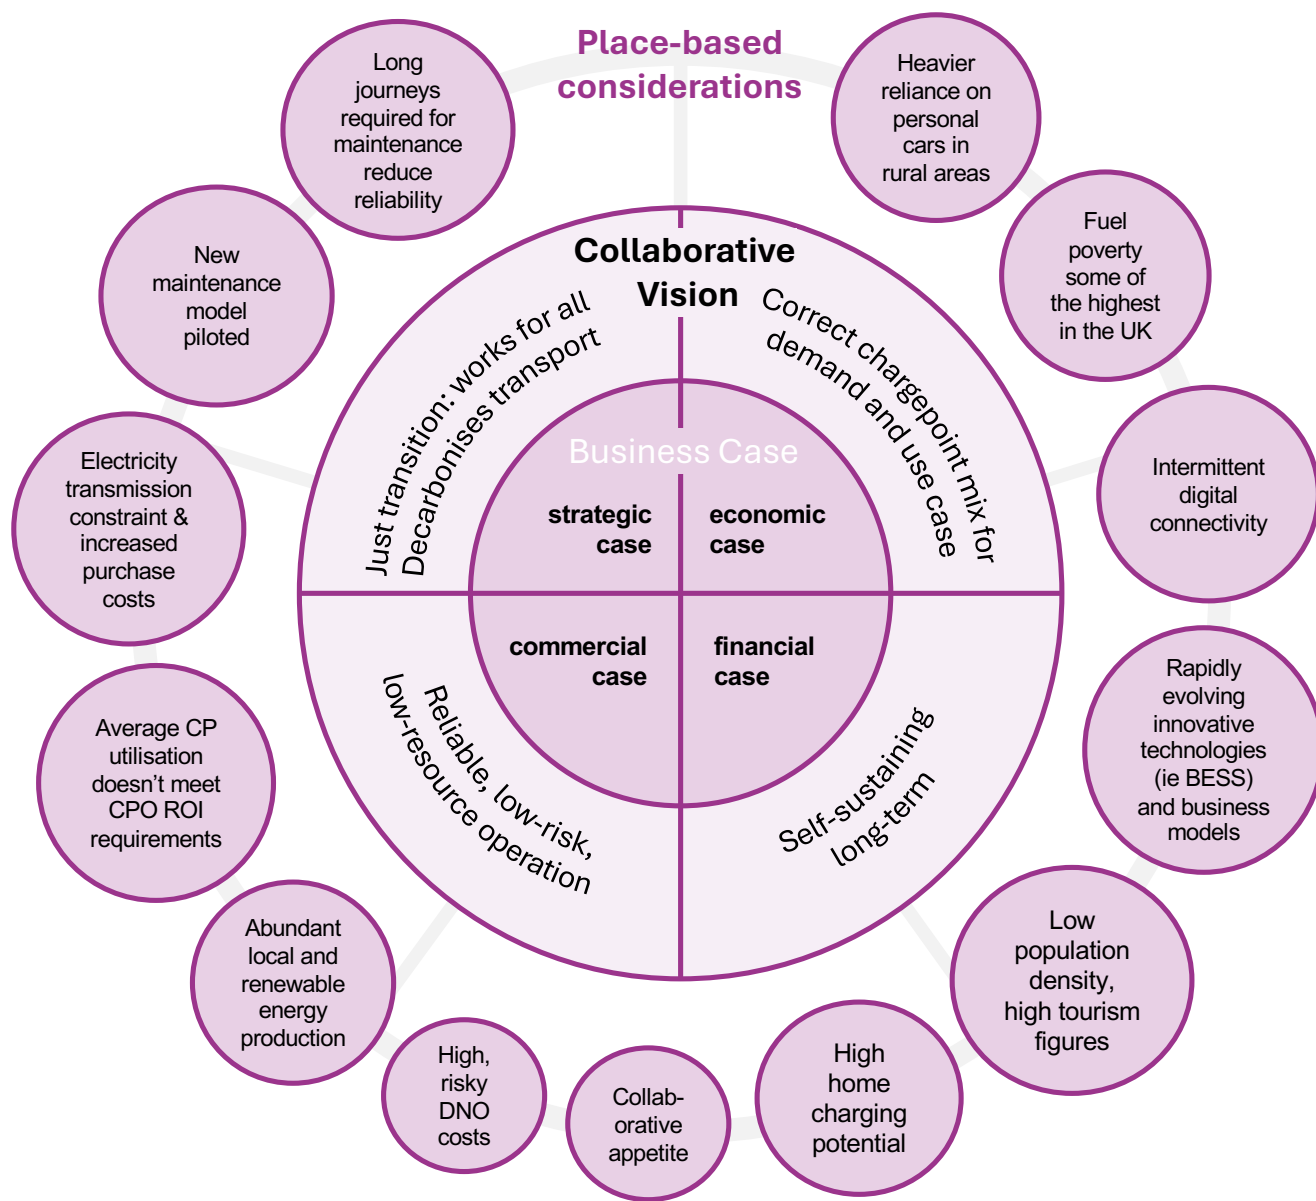 Place-based
considerations
Heavier
reliance on
personal
cars in
rural areas
Fuel
poverty
some of
the highest
in the UK
Intermittent
digital
connectivity
Rapidly
evolving
innovative
technologies
(ie BESS)
and business
models
Low
population
density,
high tourism
figures
High
home
charging
potential
Collab-
orative
appetite
High,
risky
DNO
costs
Abundant
local and
renewable
energy
production
Average CP
utilisation
doesn’t meet
CPO ROI
requirements
Electricity
transmission
constraint &
increased
purchase
costs
New
maintenance
model
piloted
Long
journeys
required for
maintenance
reduce
reliability
Collaborative
Vision
Just transition: works for all
Decarbonises transport
Correct chargepoint mix for
demand and use case
Reliable, low-risk,
low-resource operation
Self-sustaining
long-term
Business Case
strategic
case
economic
case
commercial
case
financial
case